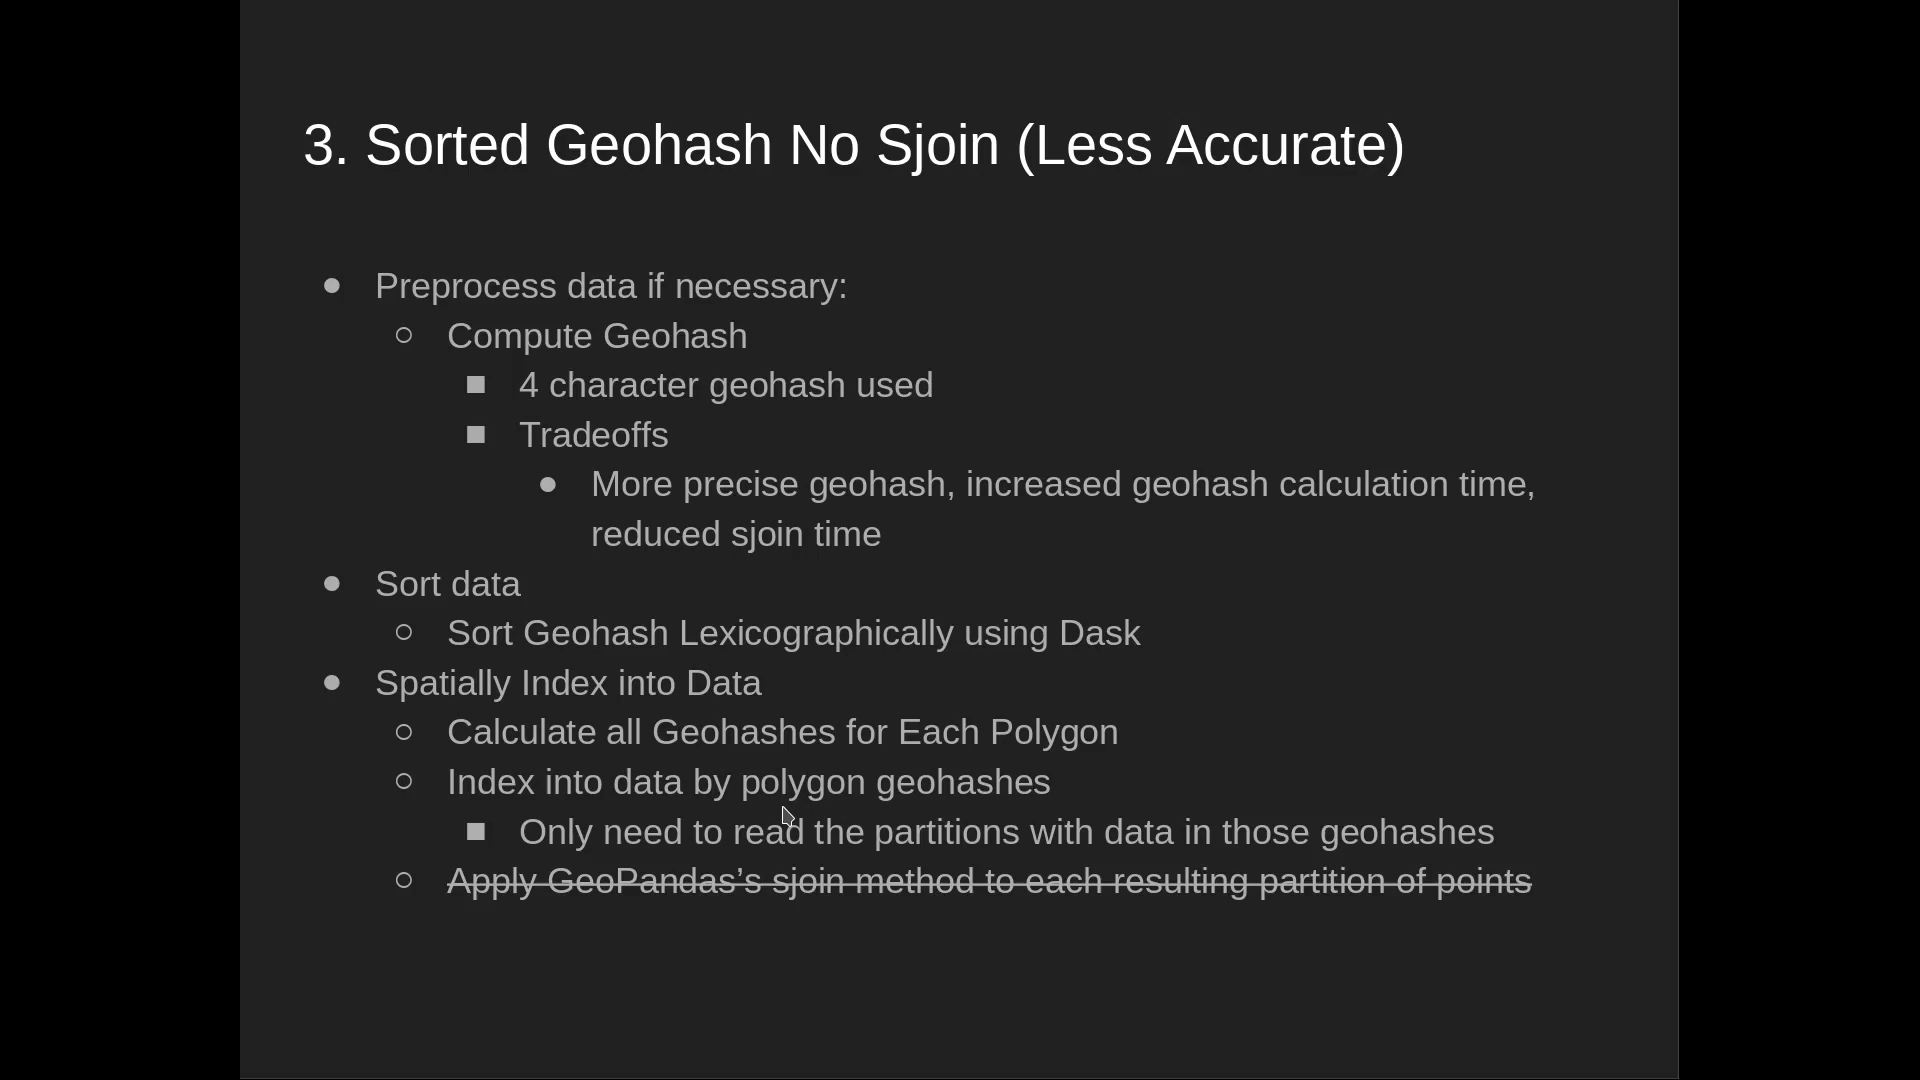 3. Sorted Geohash No Sjoin (Less Accurate)
● Preprocess data if necessary:
○ Compute Geohash
■ 4 character geohash used
■ Tradeoffs
● More precise geohash, increased geohash calculation time,
reduced sjoin time
● Sort data
○ Sort Geohash Lexicographically using Dask
● Spatially Index into Data
○ Calculate all Geohashes for Each Polygon
○ Index into data by polygon geohashes
■ Only need to read the partitions with data in those geohashes
○ Apply GeoPandas’s sjoin method to each resulting partition of points